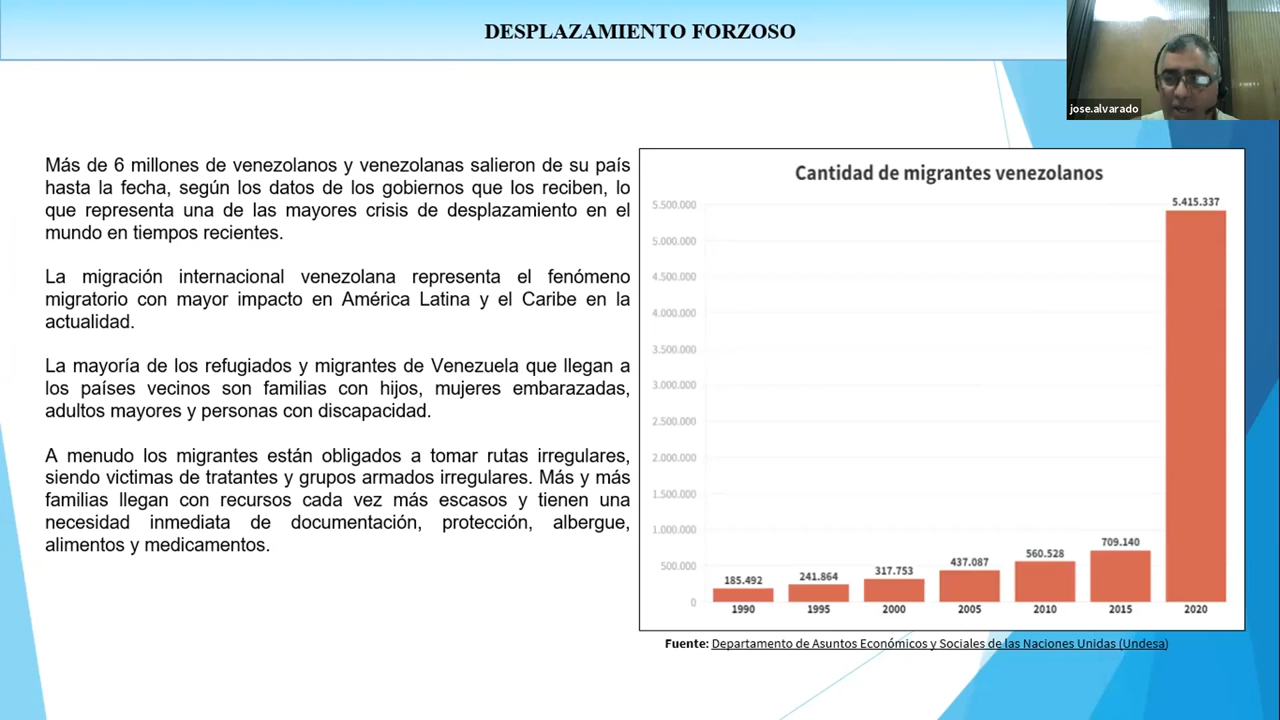 DESPLAZAMIENTO FORZOSO
jose.alvarado
Más de 6 millones de venezolanos y venezolanas salieron de su país
hasta la fecha, según los datos de los gobiernos que los reciben, lo
que representa una de las mayores crisis de desplazamiento en el
mundo en tiempos recientes.
La migración internacional venezolana representa el fenómeno
migratorio con mayor impacto en América Latina y el Caribe en la
actualidad.
La mayoría de los refugiados y migrantes de Venezuela que llegan a
los países vecinos son familias con hijos, mujeres embarazadas,
adultos mayores y personas con discapacidad.
A menudo los migrantes están obligados a tomar rutas irregulares,
siendo victimas de tratantes y grupos armados irregulares. Más y más
familias llegan con recursos cada vez más escasos y tienen una
necesidad inmediata de documentación, protección, albergue,
alimentos y medicamentos.
Cantidad de migrantes venezolanos
5.500.000
5.000.000
4.500.000
4.000.000
3.500.000
3.000.000
2.500.000
2.000.000
1.500.000
1.000.000
500.000
0
185.492
241.864
317.753
437.087
560.528
709.140
5.415.337
1990 1995 2000 2005 2010 2015 2020
Fuente: Departamento de Asuntos Económicos y Sociales de las Naciones Unidas (Undesa)